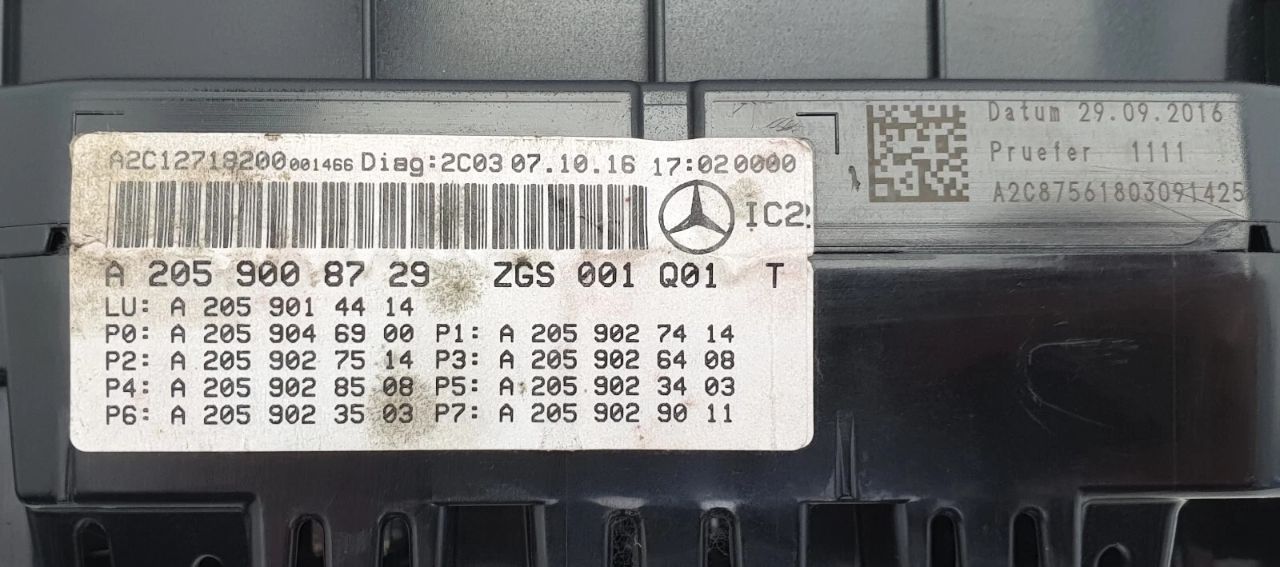 A2C12719200001466 Diag:2C03 07.10.16 17:020000
IC2
A 205 900 87 29 ZGS 001 Q01 T
LU: A 205 901 44 14
P0: A 205 904 69 00 P1: A 205 902 74 14
P2: A 205 902 75 14 P3: A 205 902 64 08
P4: A 205 902 85 08 P5: A 205 902 34 03
P6: A 205 902 35 03 P7: A 205 902 90 11
Datum 29.09.2016
Pruefer 1111
A2C87561803091425